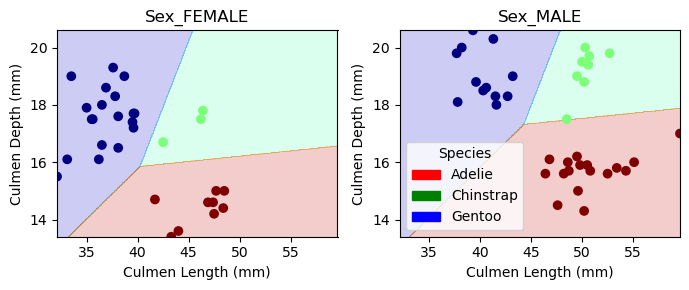 Sex_FEMALE
20
18
16
14
Culmen Depth (mm)
35 40 45 50 55
Culmen Length (mm)
Sex_MALE
20
18
16
14
Culmen Depth (mm)
Species
Adelie
Chinstrap
Gentoo
35 40 45 50 55
Culmen Length (mm)